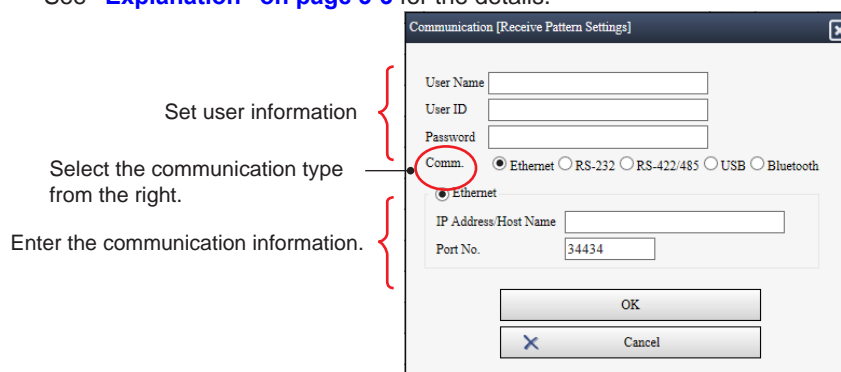 "Explanation" on page 5-5 for the details.
Communication [Receive Pattern Settings]
User Name
Set user information
User ID
Password
Comm.
Ethernet RS-232 RS-422/485 USB Bluetooth
Select the communication type
from the right.
Ethernet
IP Address/Host Name
Enter the communication information.
Port No. 34434
OK
Cancel